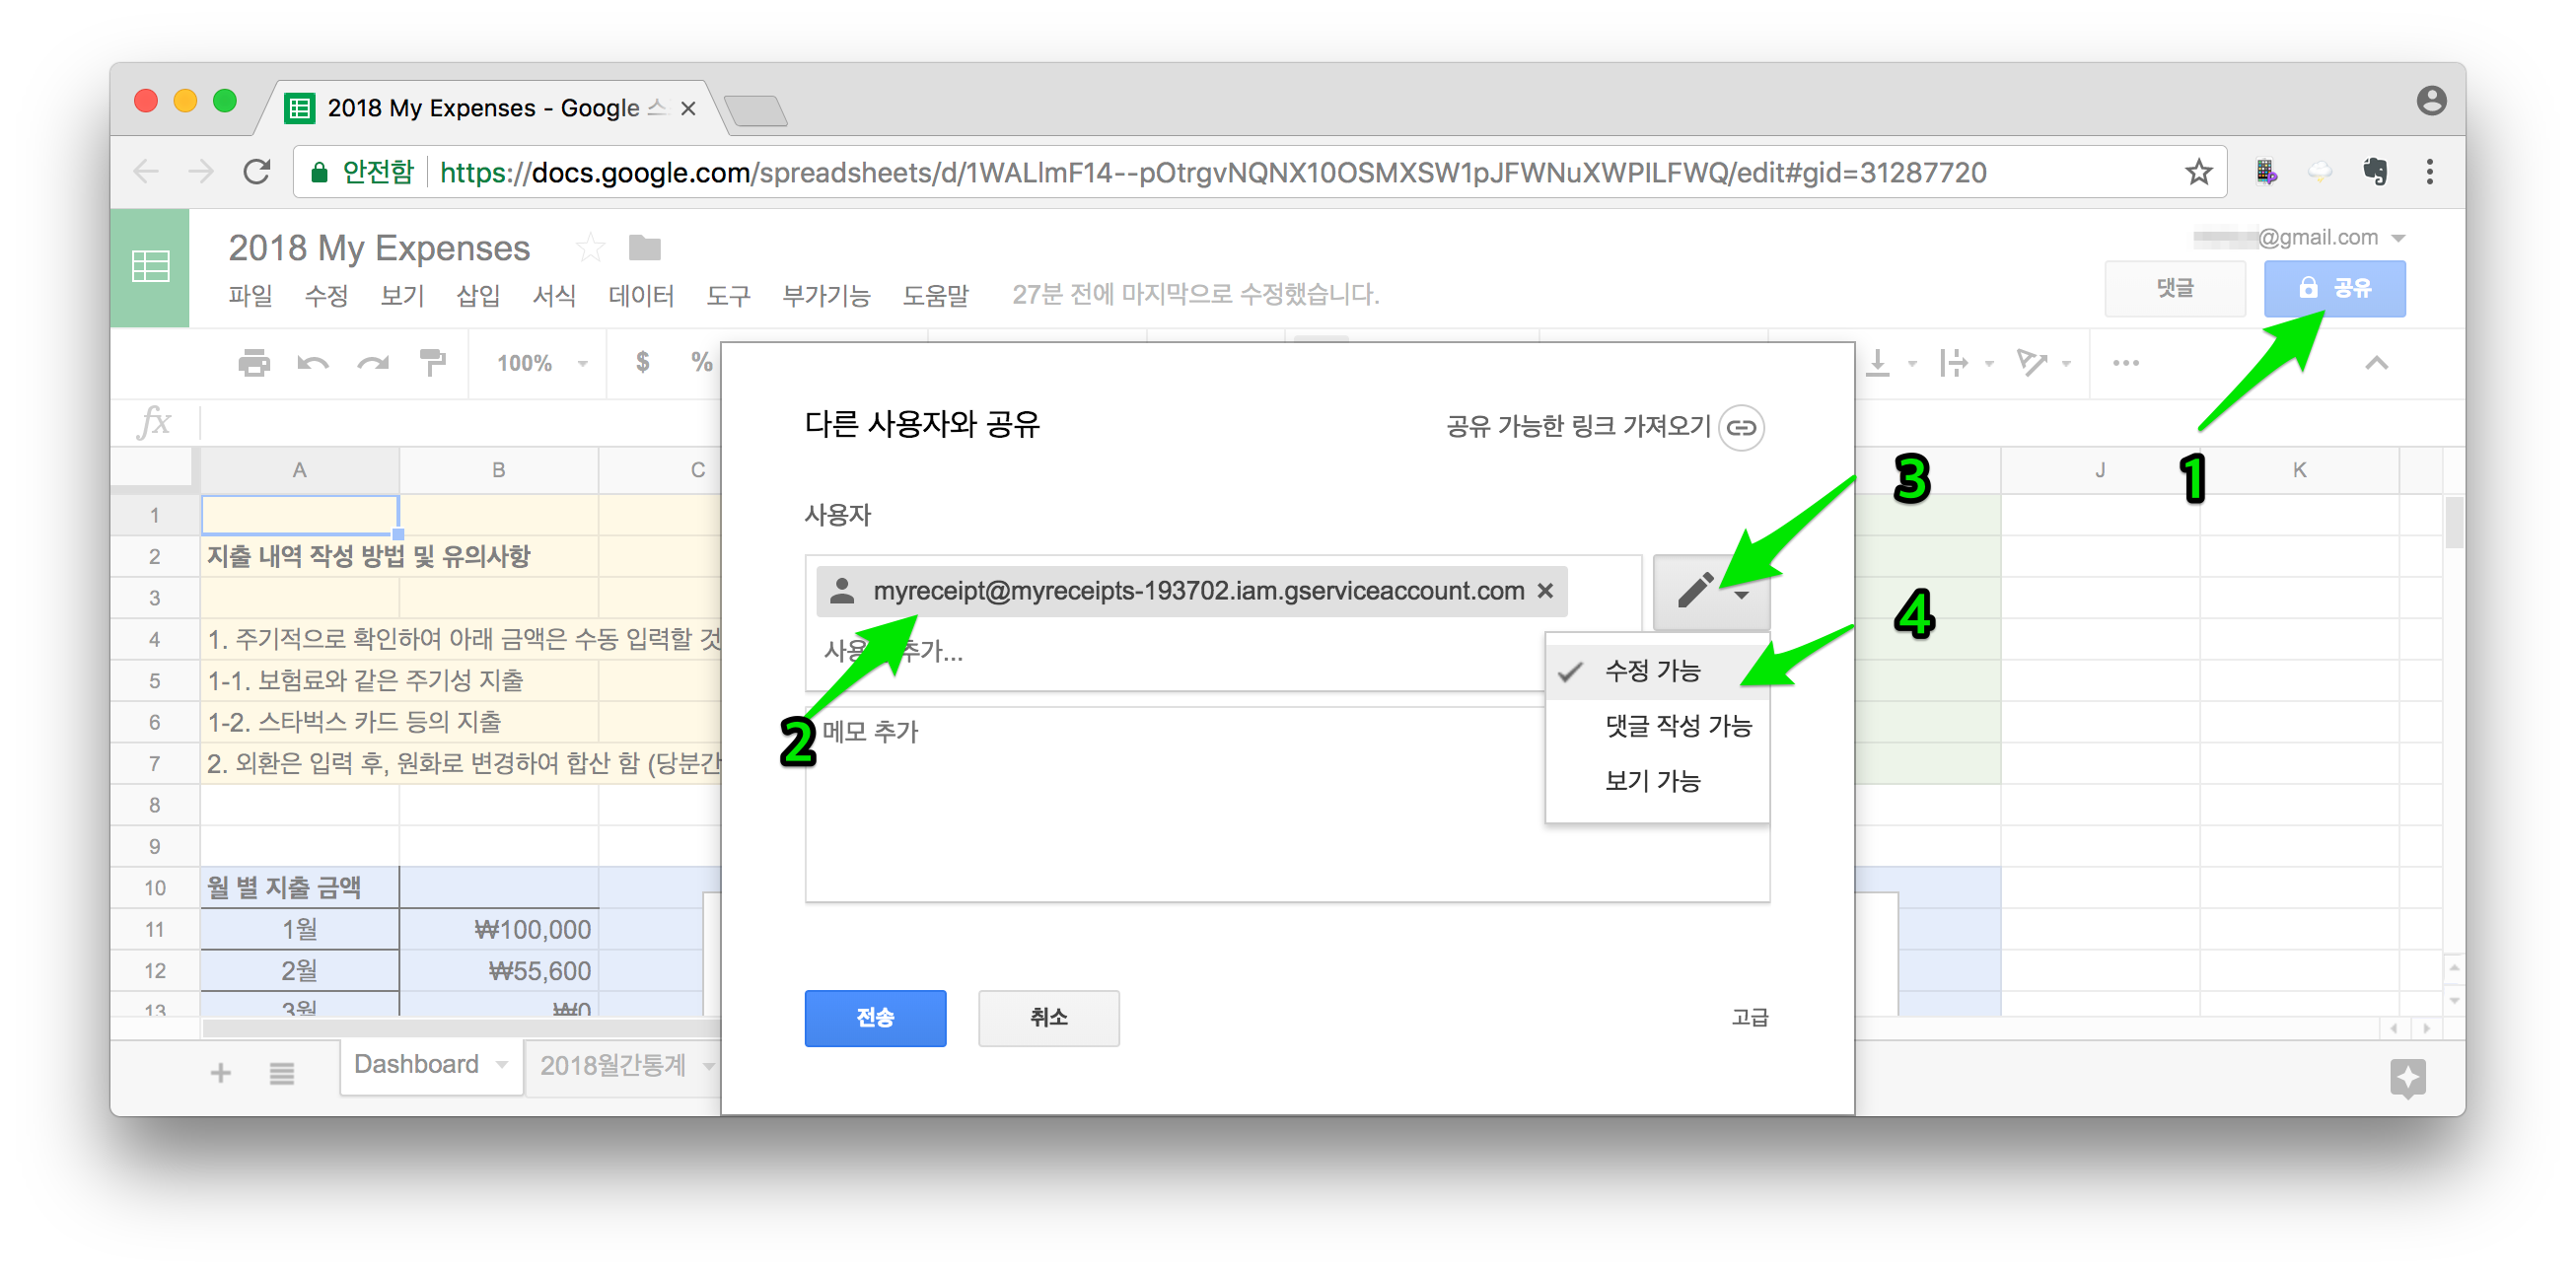 2018 My Expenses - Google 스
안전함 https://docs.google.com/spreadsheets/d/1WALlmF14--pOtrgvNQNX10OSMXSW1pJFWNuXWPILFWQ/edit#gid=31287720
@gmail.com
2018 My Expenses
파일 수정 보기 삽입 서식 데이터 도구 부가기능 도움말 27분 전에 마지막으로 수정했습니다.
댓글 공유
100% $ %
fx
다른 사용자와 공유 공유 가능한 링크 가져오기
A B C J K
3 1
사용자
1
2 지출 내역 작성 방법 및 유의사항
3
myreceipt@myreceipts-193702.iam.gserviceaccount.com
4
사용 추가...
4 1. 주기적으로 확인하여 아래 금액은 수동 입력할 것
5 1-1. 보험료와 같은 주기성 지출
6 1-2. 스타벅스 카드 등의 지출
7 2. 외환은 입력 후, 원화로 변경하여 합산 함 (당분간
수정 가능
댓글 작성 가능
보기 가능
2 메모 추가
8
9
10 월 별 지출 금액
11 1월 ₩100,000
12 2월 ₩55,600
13 3월 ₩0
전송 취소 고급
Dashboard 2018월간통계